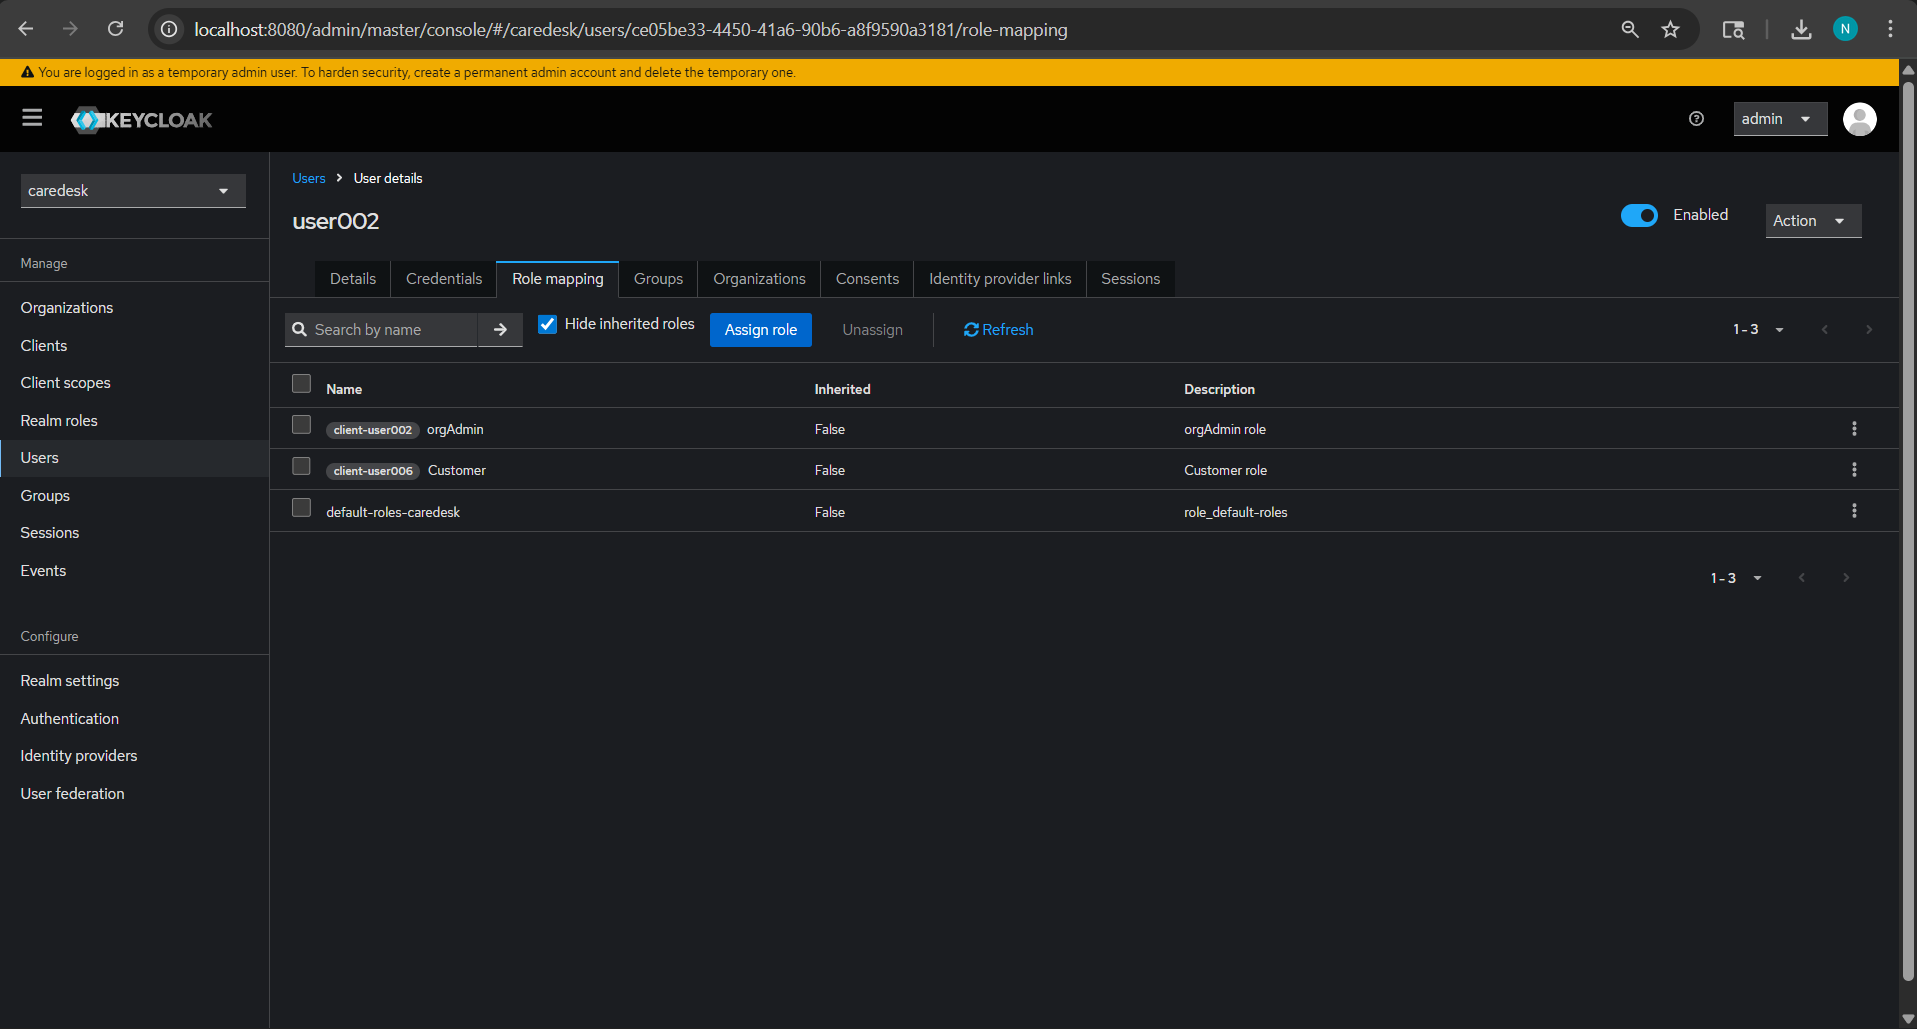 localhost:8080/admin/master/console/#/caredesk/users/ce05be33-4450-41a6-90b6-a8f9590a3181/role-mapping
N
You are logged in as a temporary admin user. To harden security, create a permanent admin account and delete the temporary one.
KEYCLOAK
admin
caredesk
Manage
Organizations
Clients
Client scopes
Realm roles
Users
Groups
Sessions
Events
Configure
Realm settings
Authentication
Identity providers
User federation
Users User details
user002
Enabled
Action
Details Credentials Role mapping Groups Organizations Consents Identity provider links Sessions
Search by name Hide inherited roles Assign role Unassign Refresh 1 - 3
Name Inherited Description
client-user002 orgAdmin False orgAdmin role
client-user006 Customer False Customer role
default-roles-caredesk False role_default-roles
1 - 3